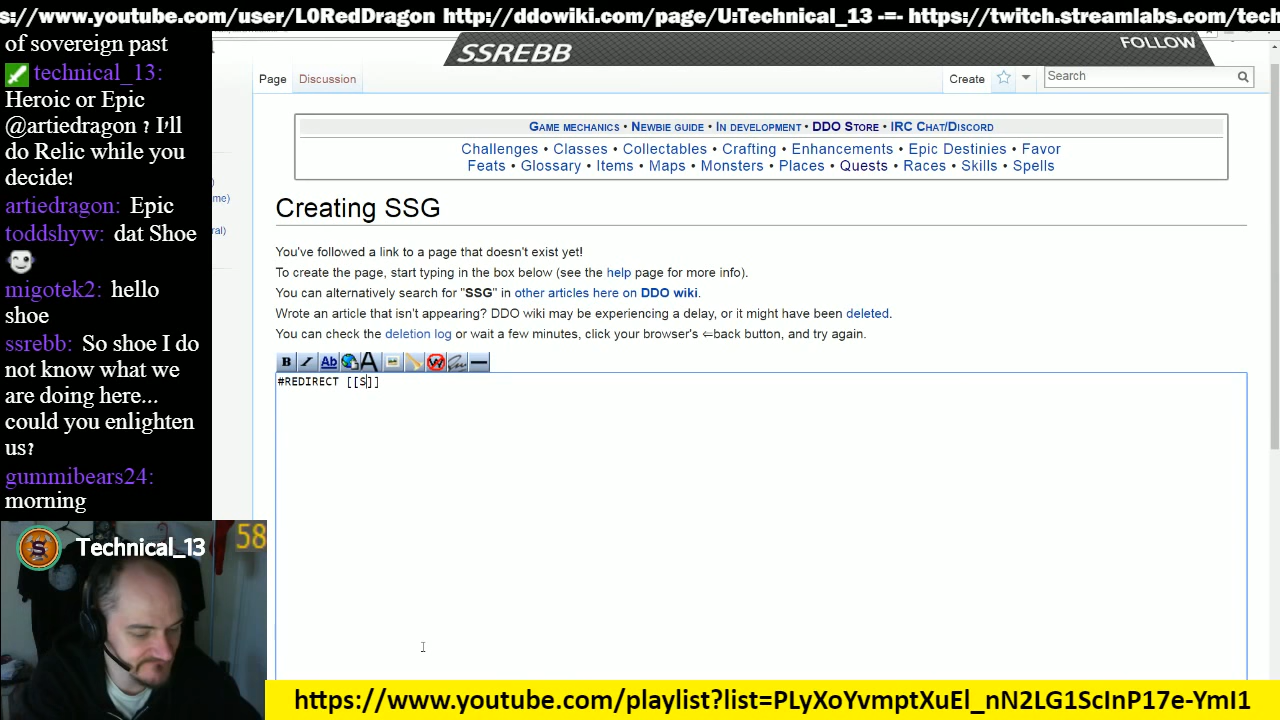 s://www.youtube.com/user/L0RedDragon http://ddowiki.com/page/U:Technical_13 -=- https://twitch.streamlabs.com/tech
of sovereign past
technical_13:
Heroic or Epic
@artiedragon ? I'll
do Relic while you
decide!
artiedragon: Epic
toddshyw: dat Shoe
migotek2: hello
shoe
ssrebb: So shoe I do
not know what we
are doing here...
could you enlighten
us?
gummibears24:
morning
Technical_13
58
me)
ral)
SSREBB
FOLLOW
Page
Discussion
Create
Search
Game mechanics • Newbie guide • In development • DDO Store • IRC Chat/Discord
Challenges • Classes • Collectables • Crafting • Enhancements • Epic Destinies • Favor
Feats • Glossary • Items • Maps • Monsters • Places • Quests • Races • Skills • Spells
Creating SSG
You've followed a link to a page that doesn't exist yet!
To create the page, start typing in the box below (see the help page for more info).
You can alternatively search for "SSG" in other articles here on DDO wiki.
Wrote an article that isn't appearing? DDO wiki may be experiencing a delay, or it might have been deleted.
You can check the deletion log or wait a few minutes, click your browser's ⇐back button, and try again.
B I Ab A W
#REDIRECT [[S]]
https://www.youtube.com/playlist?list=PLyXoYvmptXuEl_nN2LG1ScInP17e-YmI1